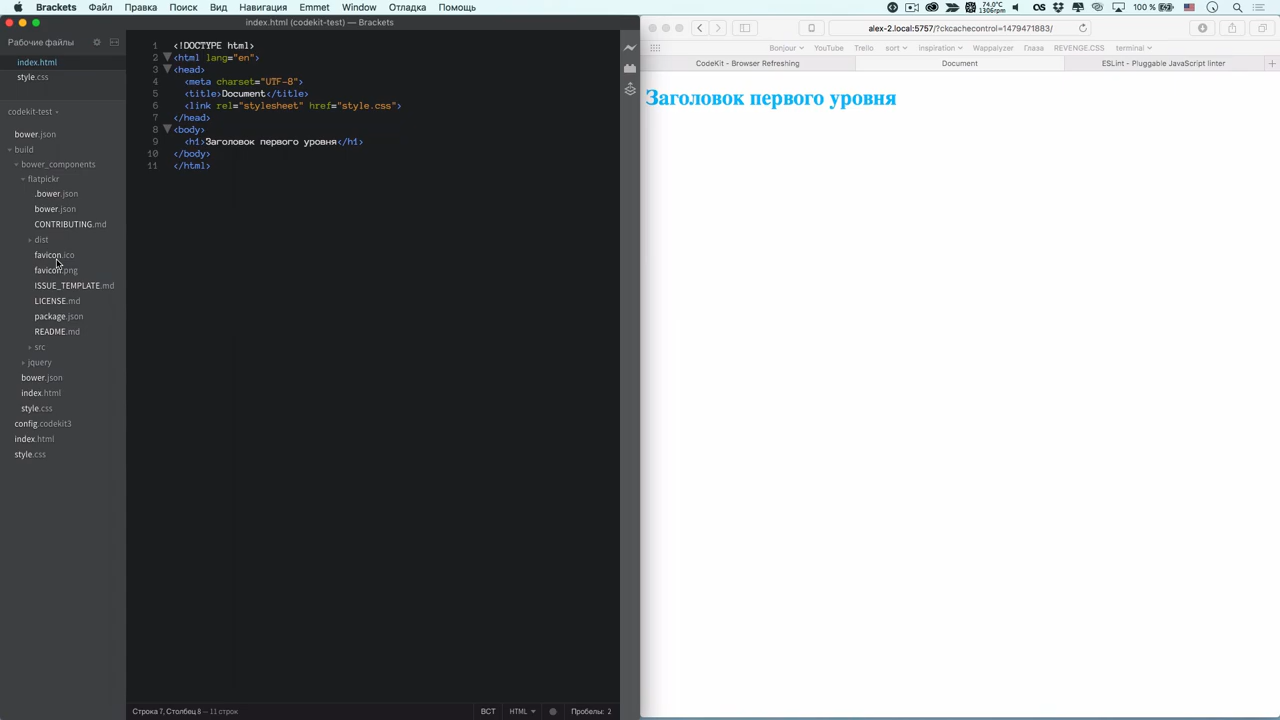 Brackets Файл Правка Поиск Вид Навигация Emmet Window Отладка Помощь
74.0°C 1306rpm 100 %
index.html (codekit-test) — Brackets
Рабочие файлы
index.html
style.css
codekit-test
bower.json
build
bower_components
flatpickr
.bower.json
bower.json
CONTRIBUTING.md
dist
favicon.ico
favicon.png
ISSUE_TEMPLATE.md
LICENSE.md
package.json
README.md
src
jquery
bower.json
index.html
style.css
config.codekit3
index.html
style.css
1 <!DOCTYPE html>
2 <html lang="en">
3 <head>
4 <meta charset="UTF-8">
5 <title>Document</title>
6 <link rel="stylesheet" href="style.css">
7 </head>
8 <body>
9 <h1>Заголовок первого уровня</h1>
10 </body>
11 </html>
Строка 7, Столбец 8 — 11 строк
ВСТ HTML Пробелы: 2
alex-2.local:5757/?ckcachecontrol=1479471883/
Bonjour YouTube Trello sort inspiration Wappalyzer Глаза REVENGE.CSS terminal
CodeKit - Browser Refreshing Document ESLint - Pluggable JavaScript linter
Заголовок первого уровня